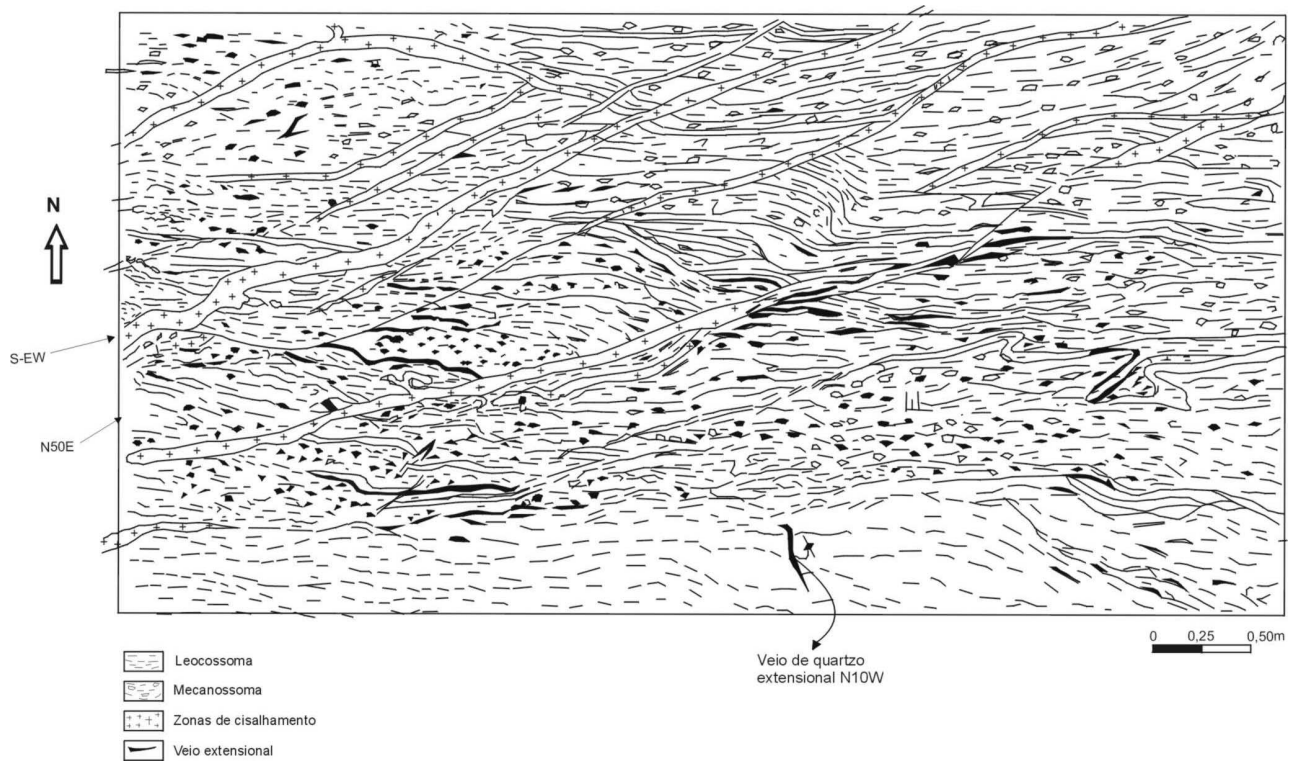 N
S-EW
N50E
0 0,25 0,50m
Veio de quartzo
extensional N10W
Leocossoma
Mecanossoma
Zonas de cisalhamento
Veio extensional